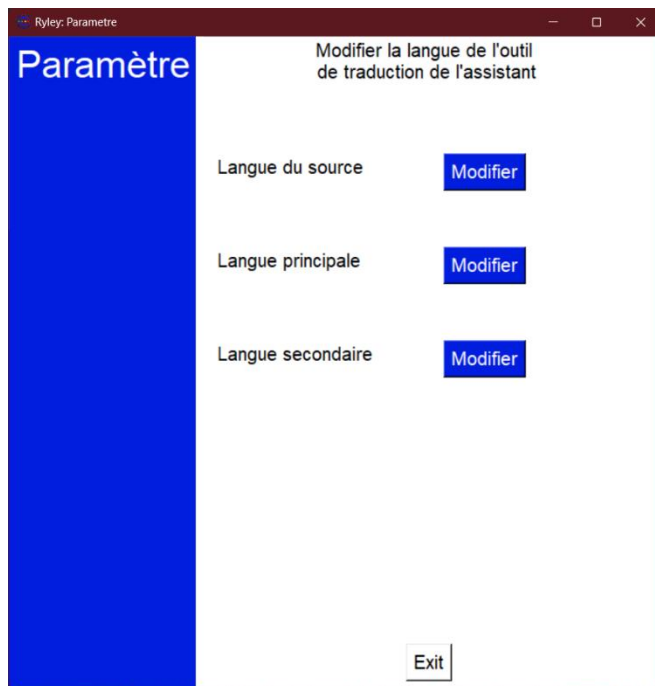 Ryley: Parametre
Paramètre
Modifier la langue de l'outil
de traduction de l'assistant
Langue du source
Modifier
Langue principale
Modifier
Langue secondaire
Modifier
Exit